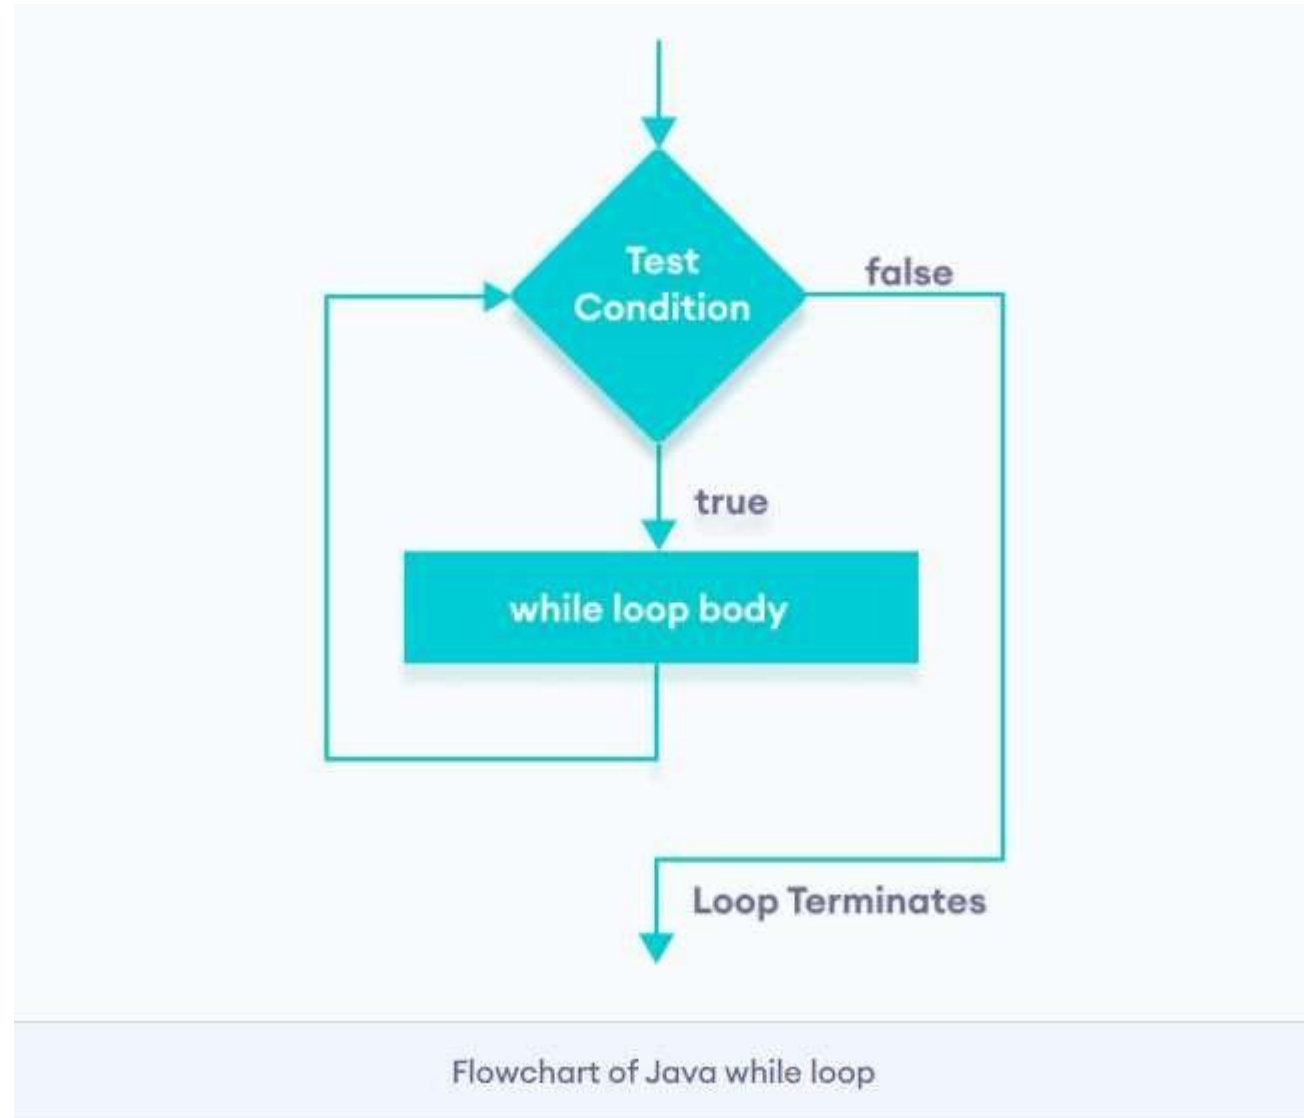 Test
Condition
false
true
while loop body
Loop Terminates
Flowchart of Java while loop